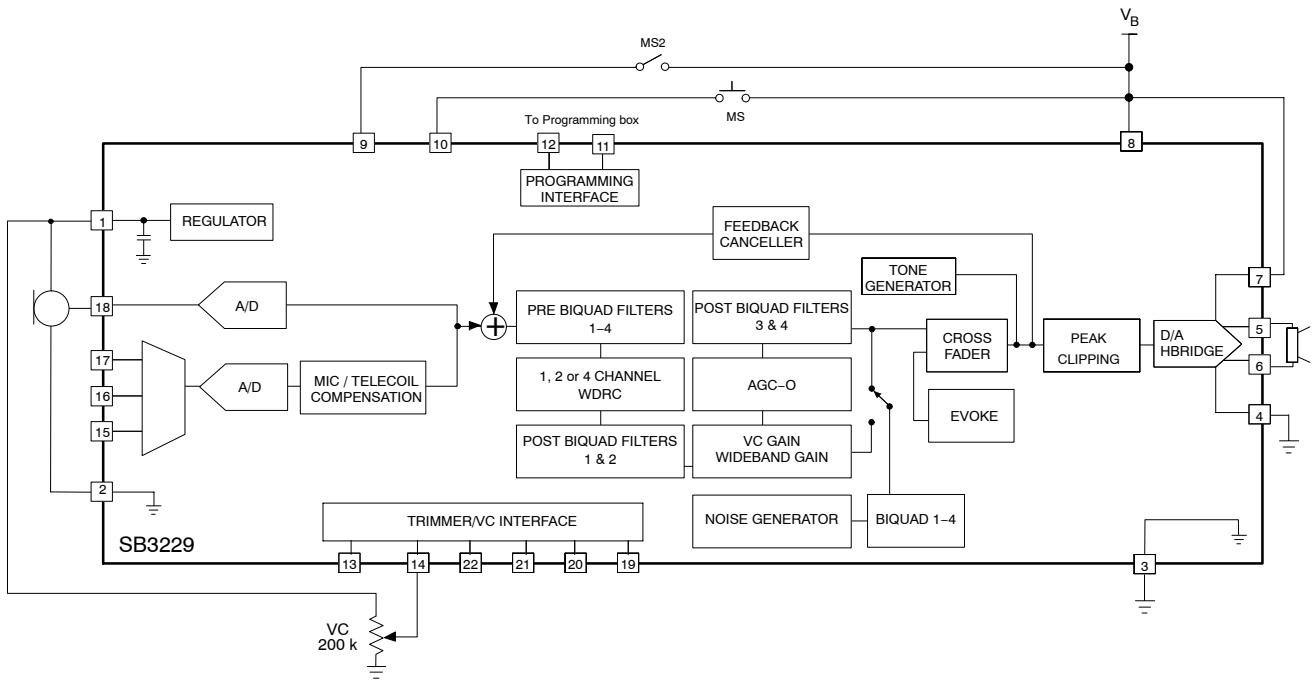 V_B
MS2
MS
To Programming box
9
10
12
11
8
PROGRAMMING
INTERFACE
1
REGULATOR
FEEDBACK
CANCELLER
TONE
GENERATOR
7
18
A/D
PRE BIQUAD FILTERS
1–4
POST BIQUAD FILTERS
3 & 4
CROSS
FADER
PEAK
CLIPPING
D/A
HBRIDGE
5
6
17
16
15
A/D
MIC / TELECOIL
COMPENSATION
1, 2 or 4 CHANNEL
WDRC
AGC–O
EVOKE
4
POST BIQUAD FILTERS
1 & 2
VC GAIN
WIDEBAND GAIN
2
TRIMMER/VC INTERFACE
NOISE GENERATOR
BIQUAD 1–4
SB3229
13
14
22
21
20
19
3
VC
200 k